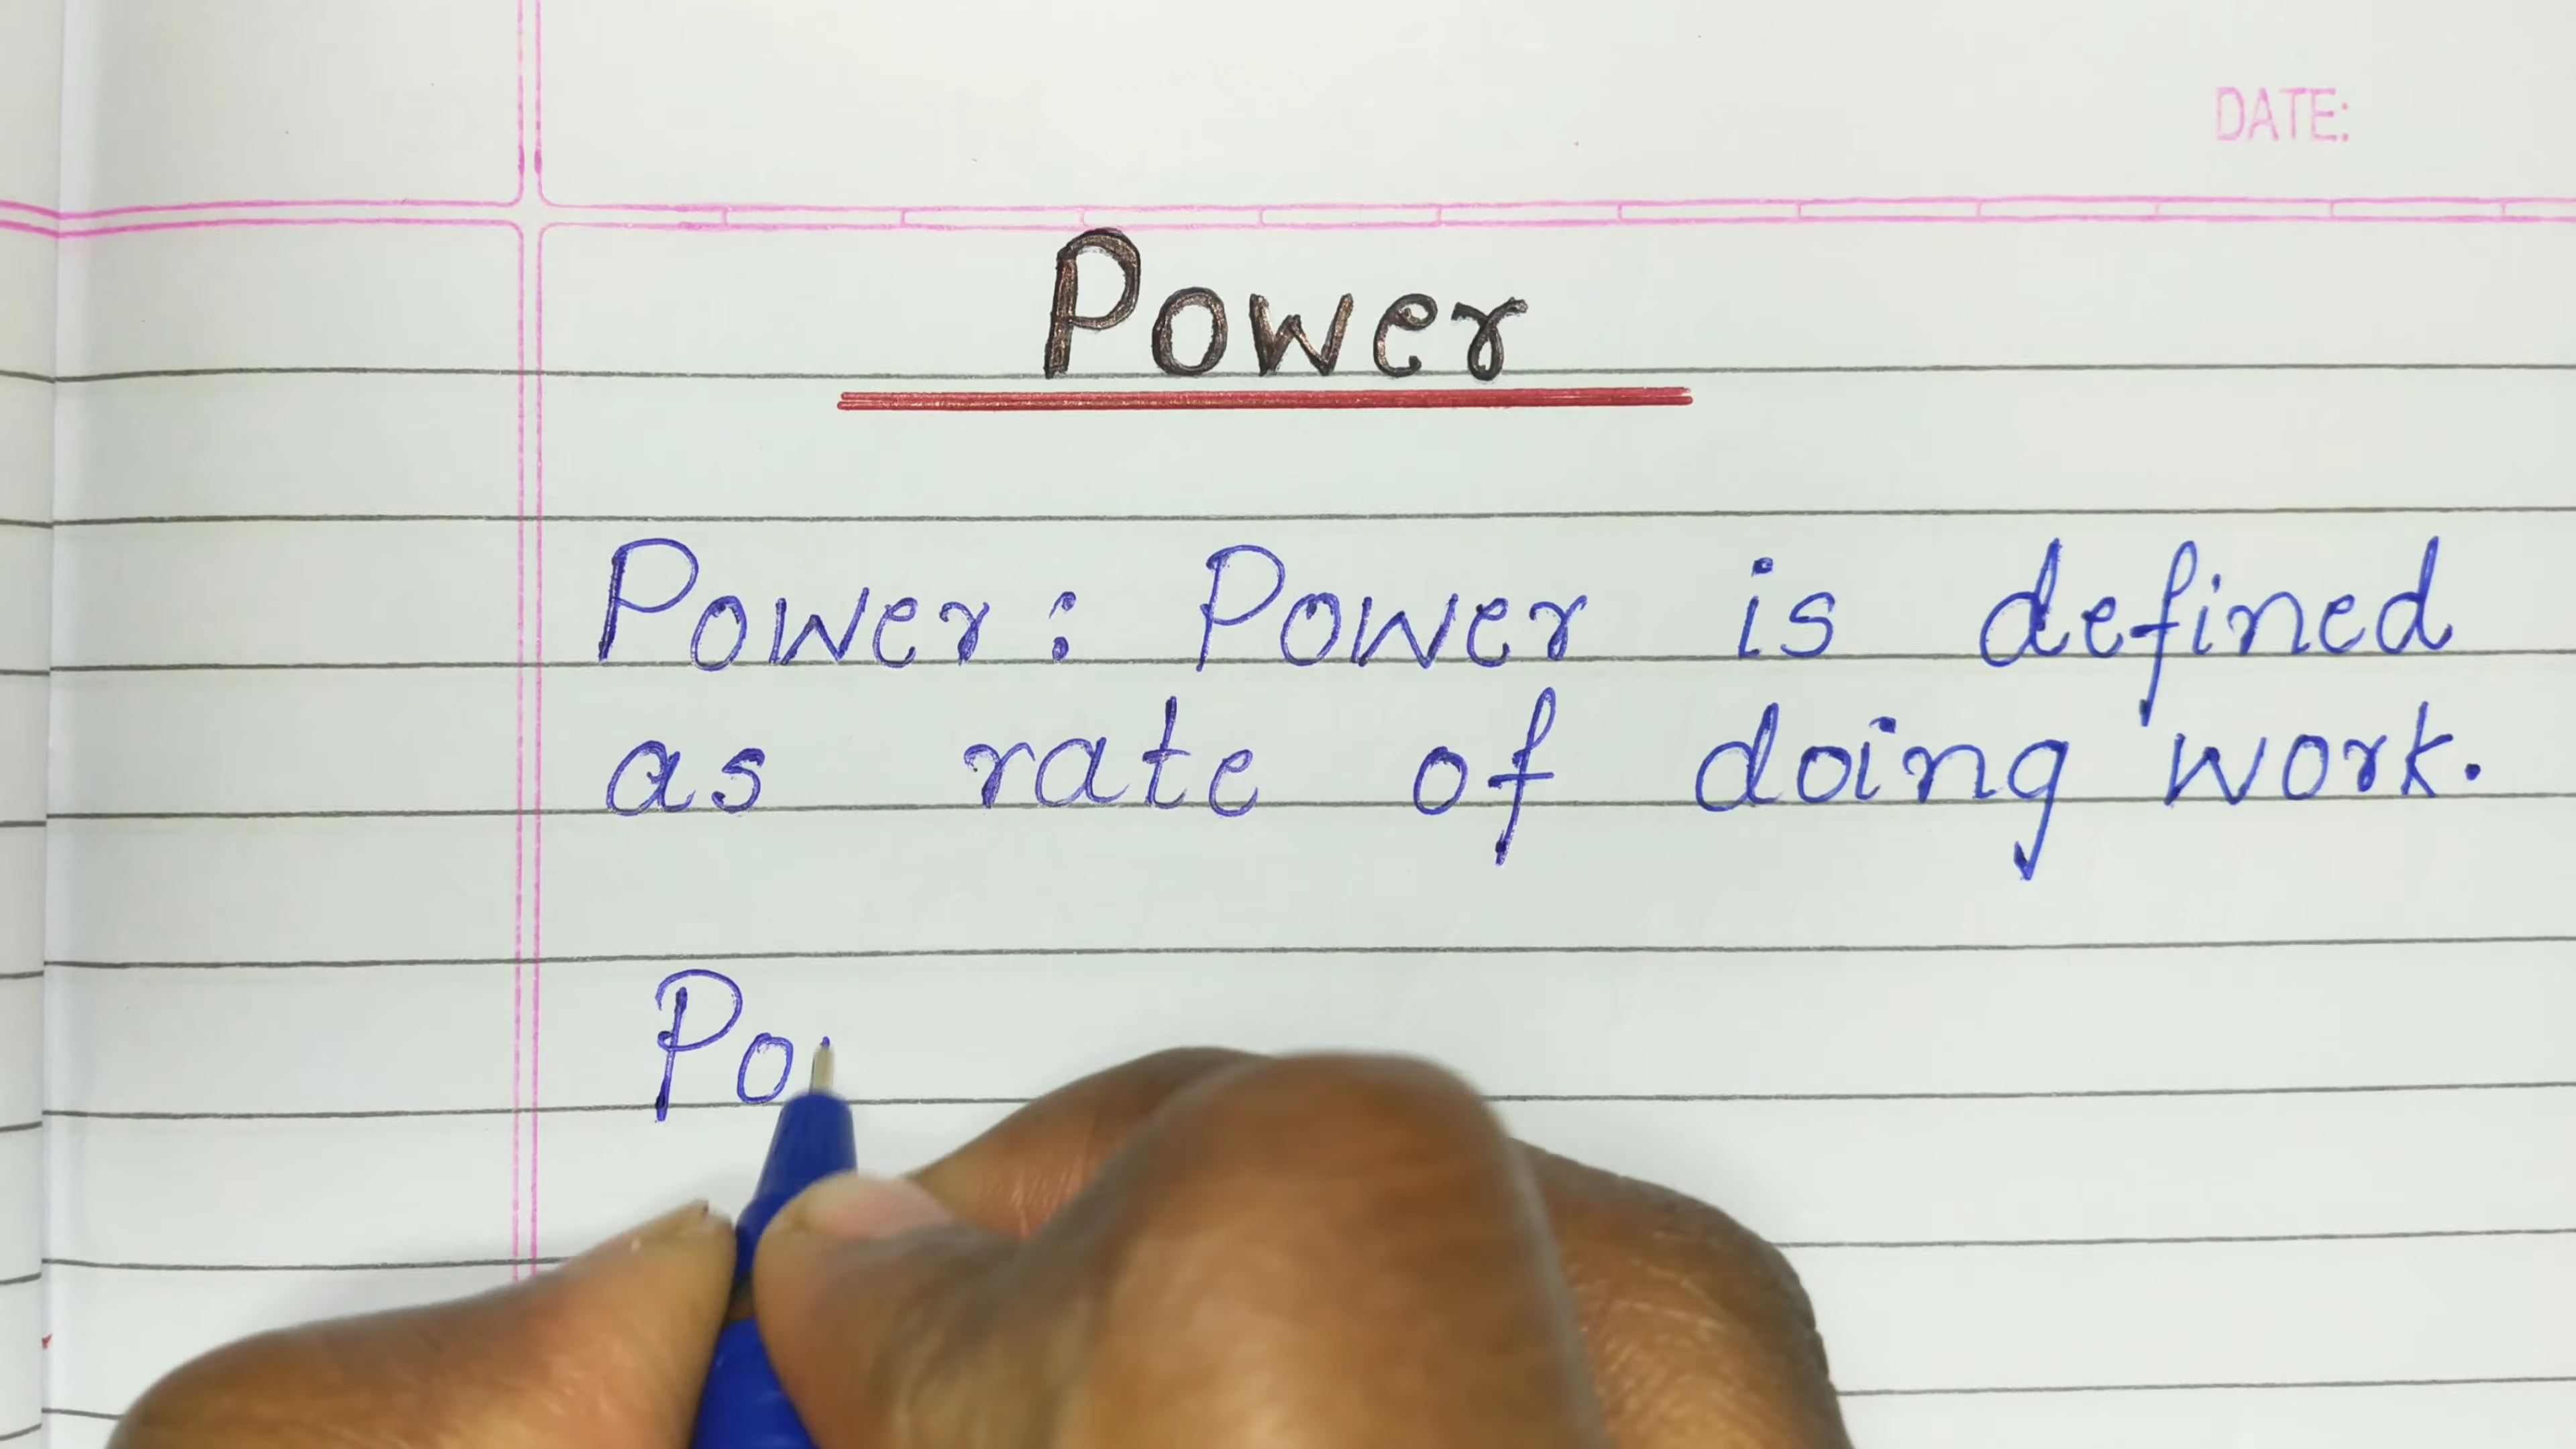 DATE:
Power
Power: Power is defined
as rate of doing work.
Po